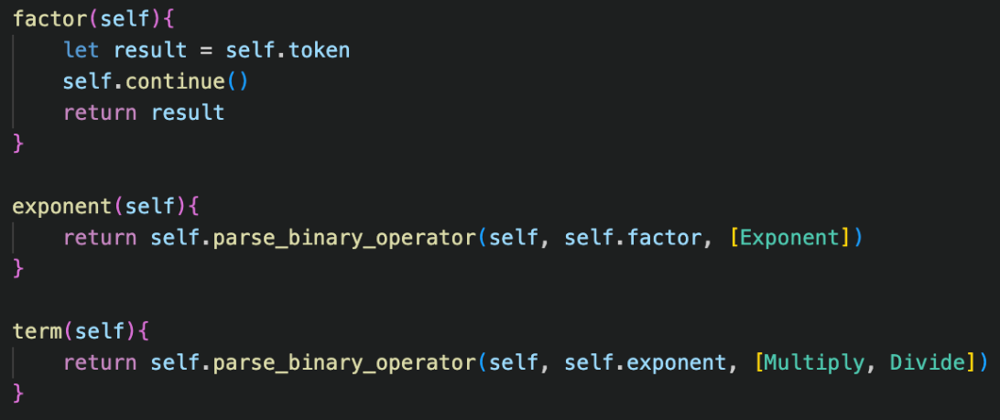 factor(self){
    let result = self.token
    self.continue()
    return result
}

exponent(self){
    return self.parse_binary_operator(self, self.factor, [Exponent])
}

term(self){
    return self.parse_binary_operator(self, self.exponent, [Multiply, Divide])
}